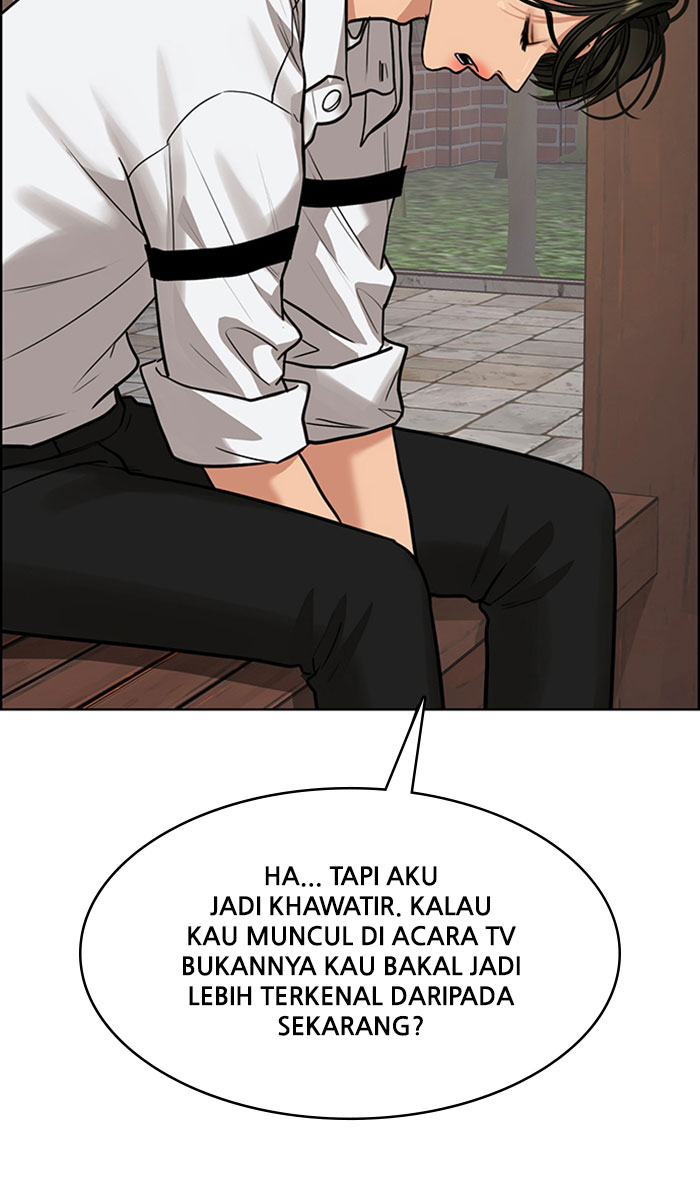 HA... TAPI AKU
JADI KHAWATIR. KALAU
KAU MUNCUL DI ACARA TV
BUKANNYA KAU BAKAL JADI
LEBIH TERKENAL DARIPADA
SEKARANG?